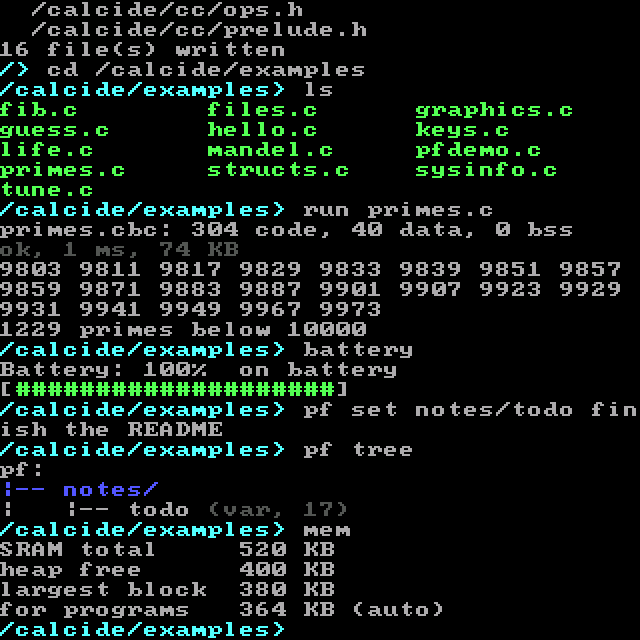 /calcide/cc/ops.h
/calcide/cc/prelude.h
16 file(s) written
/> cd /calcide/examples
/calcide/examples> ls
fib.c files.c graphics.c
guess.c hello.c keys.c
life.c mandel.c pfdemo.c
primes.c structs.c sysinfo.c
tune.c
/calcide/examples> run primes.c
primes.cbc: 304 code, 40 data, 0 bss
ok, 1 ms, 74 KB
9803 9811 9817 9829 9833 9839 9851 9857
9859 9871 9883 9887 9901 9907 9923 9929
9931 9941 9949 9967 9973
1229 primes below 10000
/calcide/examples> battery
Battery: 100%  on battery
[####################]
/calcide/examples> pf set notes/todo fin
ish the README
/calcide/examples> pf tree
pf:
¦-- notes/
¦   ¦-- todo (var, 17)
/calcide/examples> mem
SRAM total 520 KB
heap free 400 KB
largest block 380 KB
for programs 364 KB (auto)
/calcide/examples>